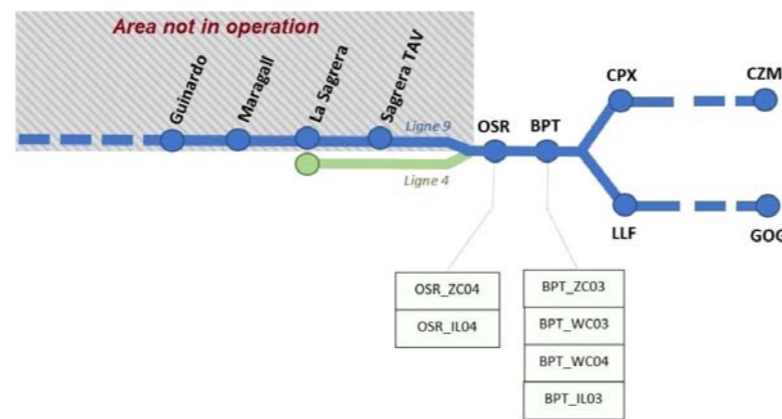 Area not in operation
Guinardo
Maragall
La Sagrera
Sagrera TAV
Ligne 9
Ligne 4
OSR
BPT
CPX
CZM
LLF
GOG
OSR_ZC04
OSR_IL04
BPT_ZC03
BPT_WC03
BPT_WC04
BPT_IL03